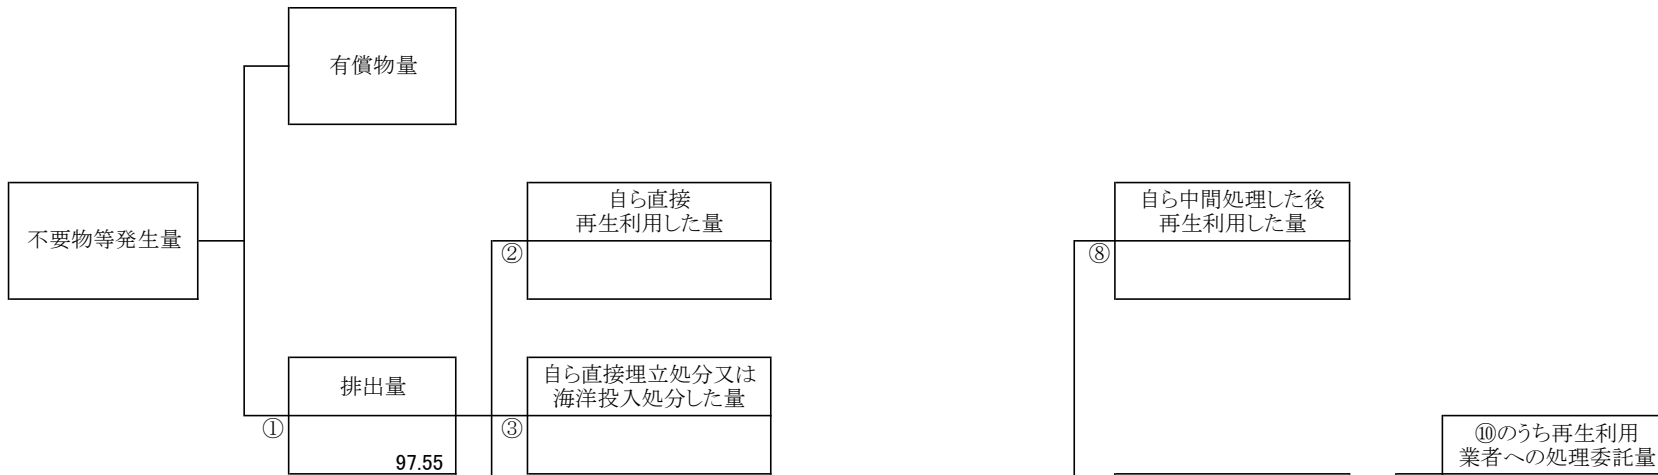 有償物量
不要物等発生量
自ら直接
再生利用した量
②
自ら中間処理した後
再生利用した量
⑧
排出量
①
97.55
自ら直接埋立処分又は
海洋投入処分した量
③
⑩のうち再生利用
業者への処理委託量